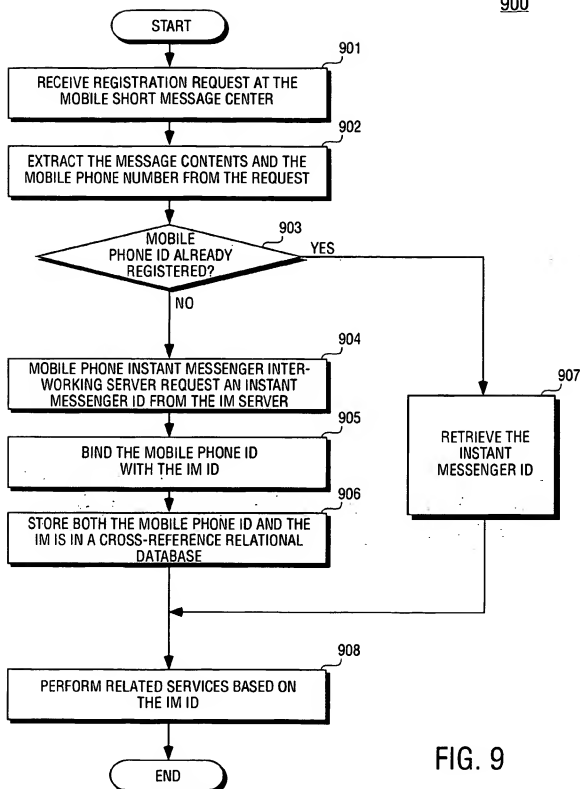 900
START
901
RECEIVE REGISTRATION REQUEST AT THE
MOBILE SHORT MESSAGE CENTER
902
EXTRACT THE MESSAGE CONTENTS AND THE
MOBILE PHONE NUMBER FROM THE REQUEST
903
MOBILE
PHONE ID ALREADY
REGISTERED?
YES
NO
904
MOBILE PHONE INSTANT MESSENGER INTER-
WORKING SERVER REQUEST AN INSTANT
MESSENGER ID FROM THE IM SERVER
907
RETRIEVE THE
INSTANT
MESSENGER ID
905
BIND THE MOBILE PHONE ID
WITH THE IM ID
906
STORE BOTH THE MOBILE PHONE ID AND THE
IM IS IN A CROSS-REFERENCE RELATIONAL
DATABASE
908
PERFORM RELATED SERVICES BASED ON
THE IM ID
END
FIG. 9